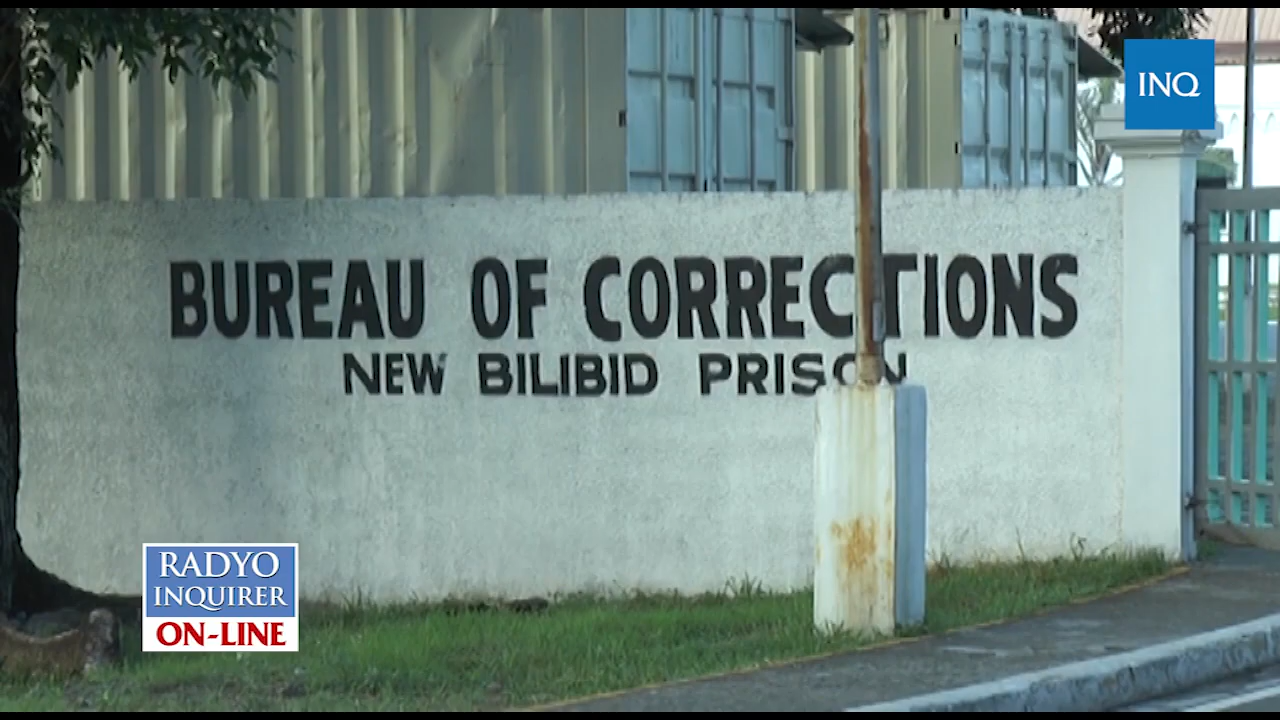 INQ
BUREAU OF CORRECTIONS
NEW BILIBID PRISON
RADYO
INQUIRER
ON-LINE